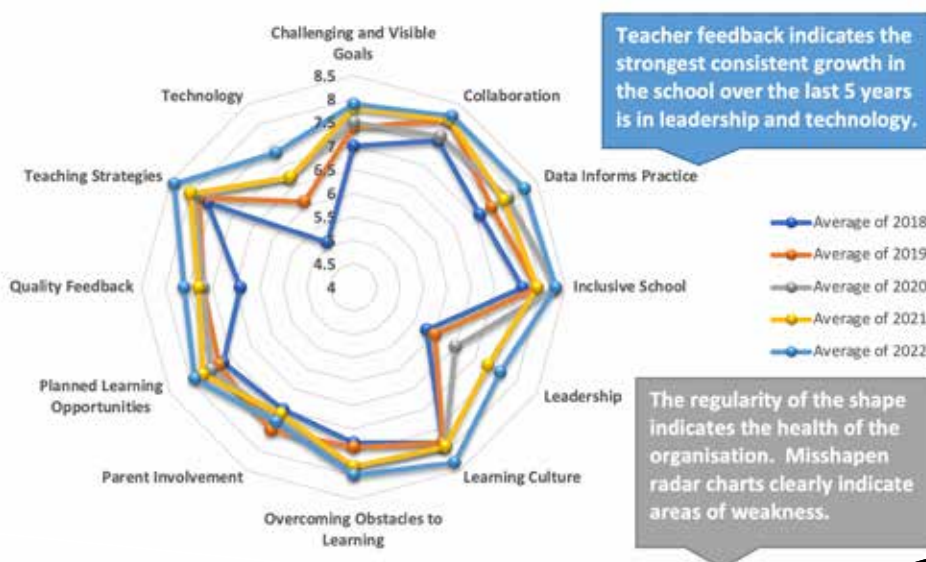 Challenging and Visible
Goals
Collaboration
Data Informs Practice
Inclusive School
Leadership
Learning Culture
Overcoming Obstacles to
Learning
Parent Involvement
Planned Learning
Opportunities
Quality Feedback
Teaching Strategies
Technology
8.5
8
7.5
7
6.5
6
5.5
4.5
4
Teacher feedback indicates the
strongest consistent growth in
the school over the last 5 years
is in leadership and technology.
Average of 2018
Average of 2019
Average of 2020
Average of 2021
Average of 2022
The regularity of the shape
indicates the health of the
organisation. Misshapen
radar charts clearly indicate
areas of weakness.